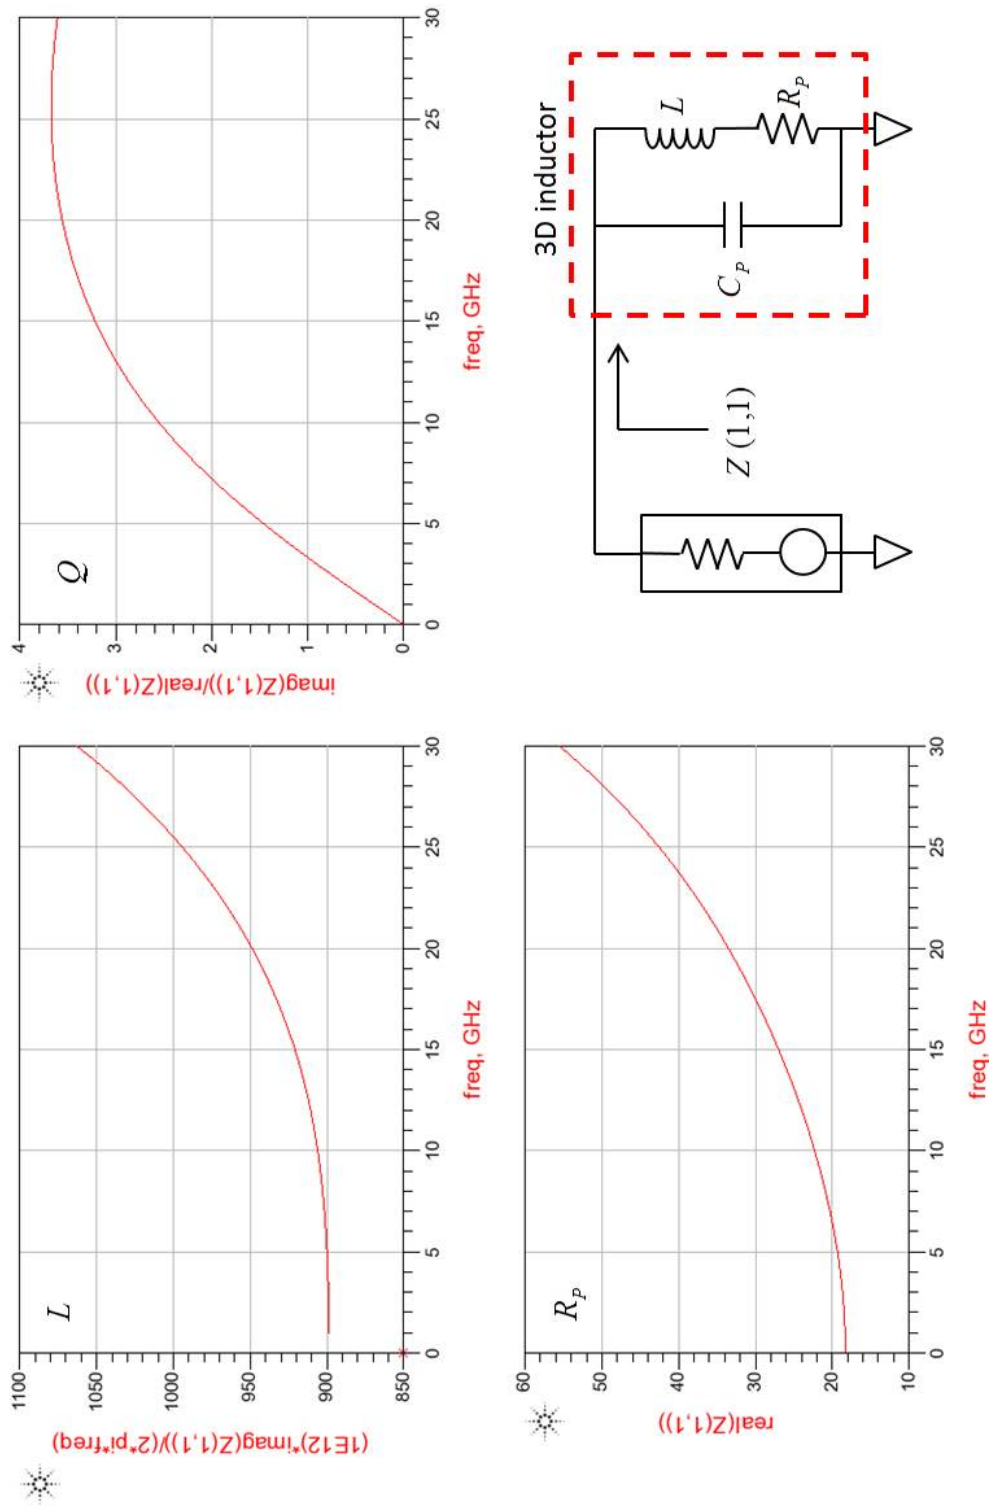 L
1100
1050
1000
950
900
850
0 5 10 15 20 25 30
freq, GHz
(1E12)*imag(Z(1,1))/(2*pi*freq)
Q
4
3
2
1
0
0 5 10 15 20 25 30
freq, GHz
imag(Z(1,1))/real(Z(1,1))
R_P
60
50
40
30
20
10
0 5 10 15 20 25 30
freq, GHz
real(Z(1,1))
3D inductor
Z (1,1)
C_P
L
R_P